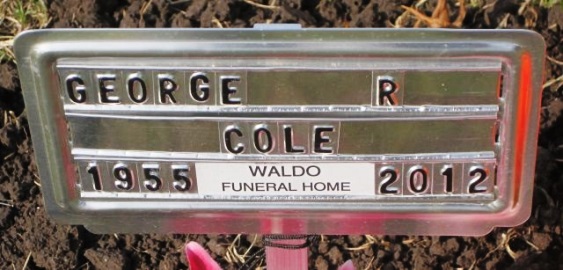 GEORGE R
COLE
1955 WALDO FUNERAL HOME 2012